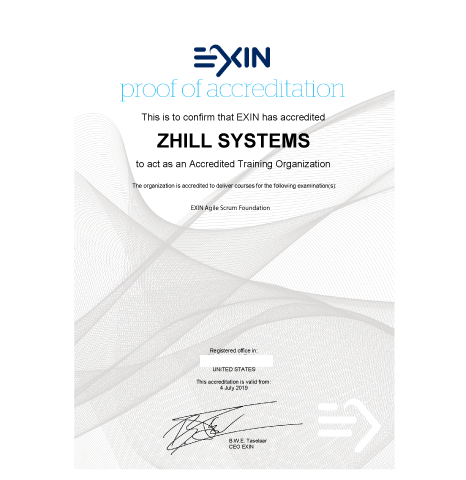 EXIN
proof of accreditation
This is to confirm that EXIN has accredited
ZHILL SYSTEMS
to act as an Accredited Training Organization
The organization is accredited to deliver courses for the following examination(s):
EXIN Agile Scrum Foundation
Registered office in:
UNITED STATES
This accreditation is valid from:
4 July 2019
B.W.E. Taselaar
CEO EXIN